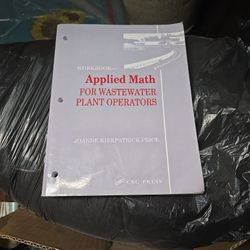 WORKBOOK—
Applied Math
FOR WASTEWATER
PLANT OPERATORS
JOANNE KIRKPATRICK PRICE
CRC PRESS